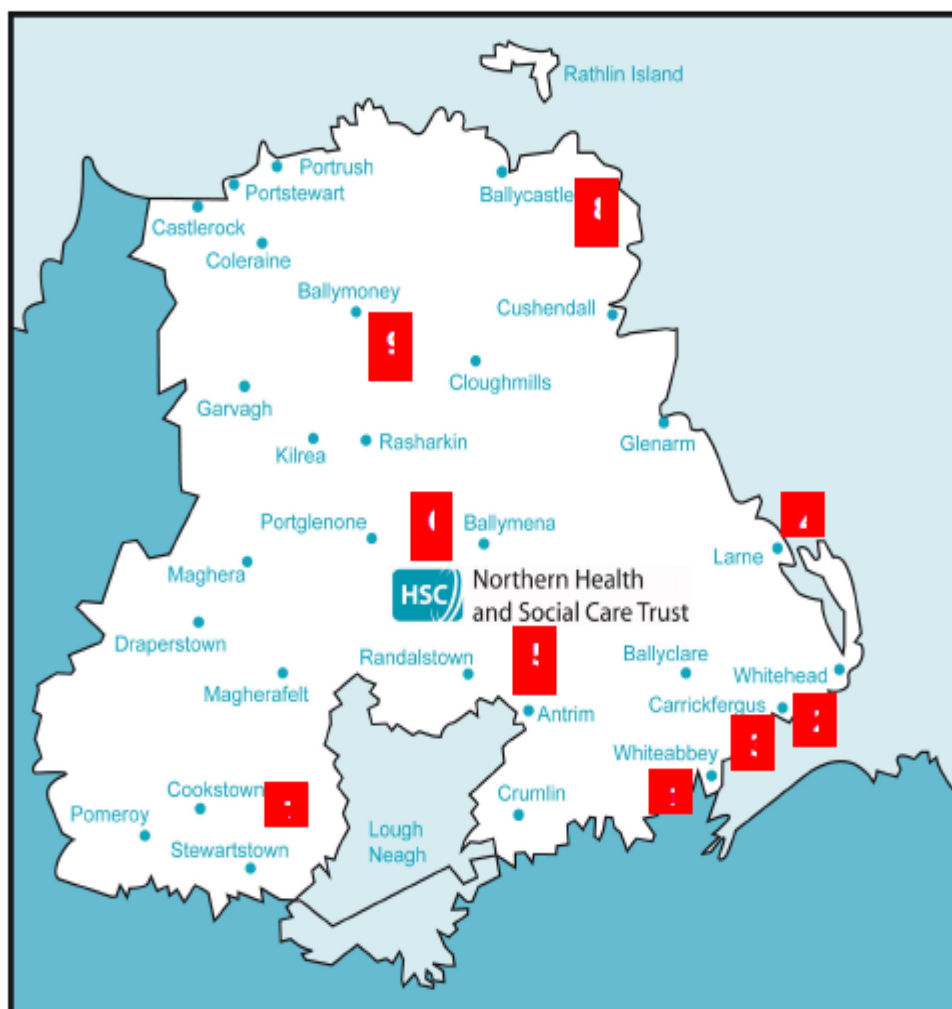 Rathlin Island
Portrush
Portstewart
Ballycastle
Castlerock
Coleraine
Ballymoney
Cushendall
Cloughmills
Garvagh
Glenarm
Kilrea
Rasharkin
Portglenone
Ballymena
Larne
Maghera
HSC
Northern Health
and Social Care Trust
Draperstown
Randalstown
Ballyclare
Whitehead
Magherafelt
Carrickfergus
Antrim
Whiteabbey
Cookstown
Crumlin
Pomeroy
Lough
Neagh
Stewartstown